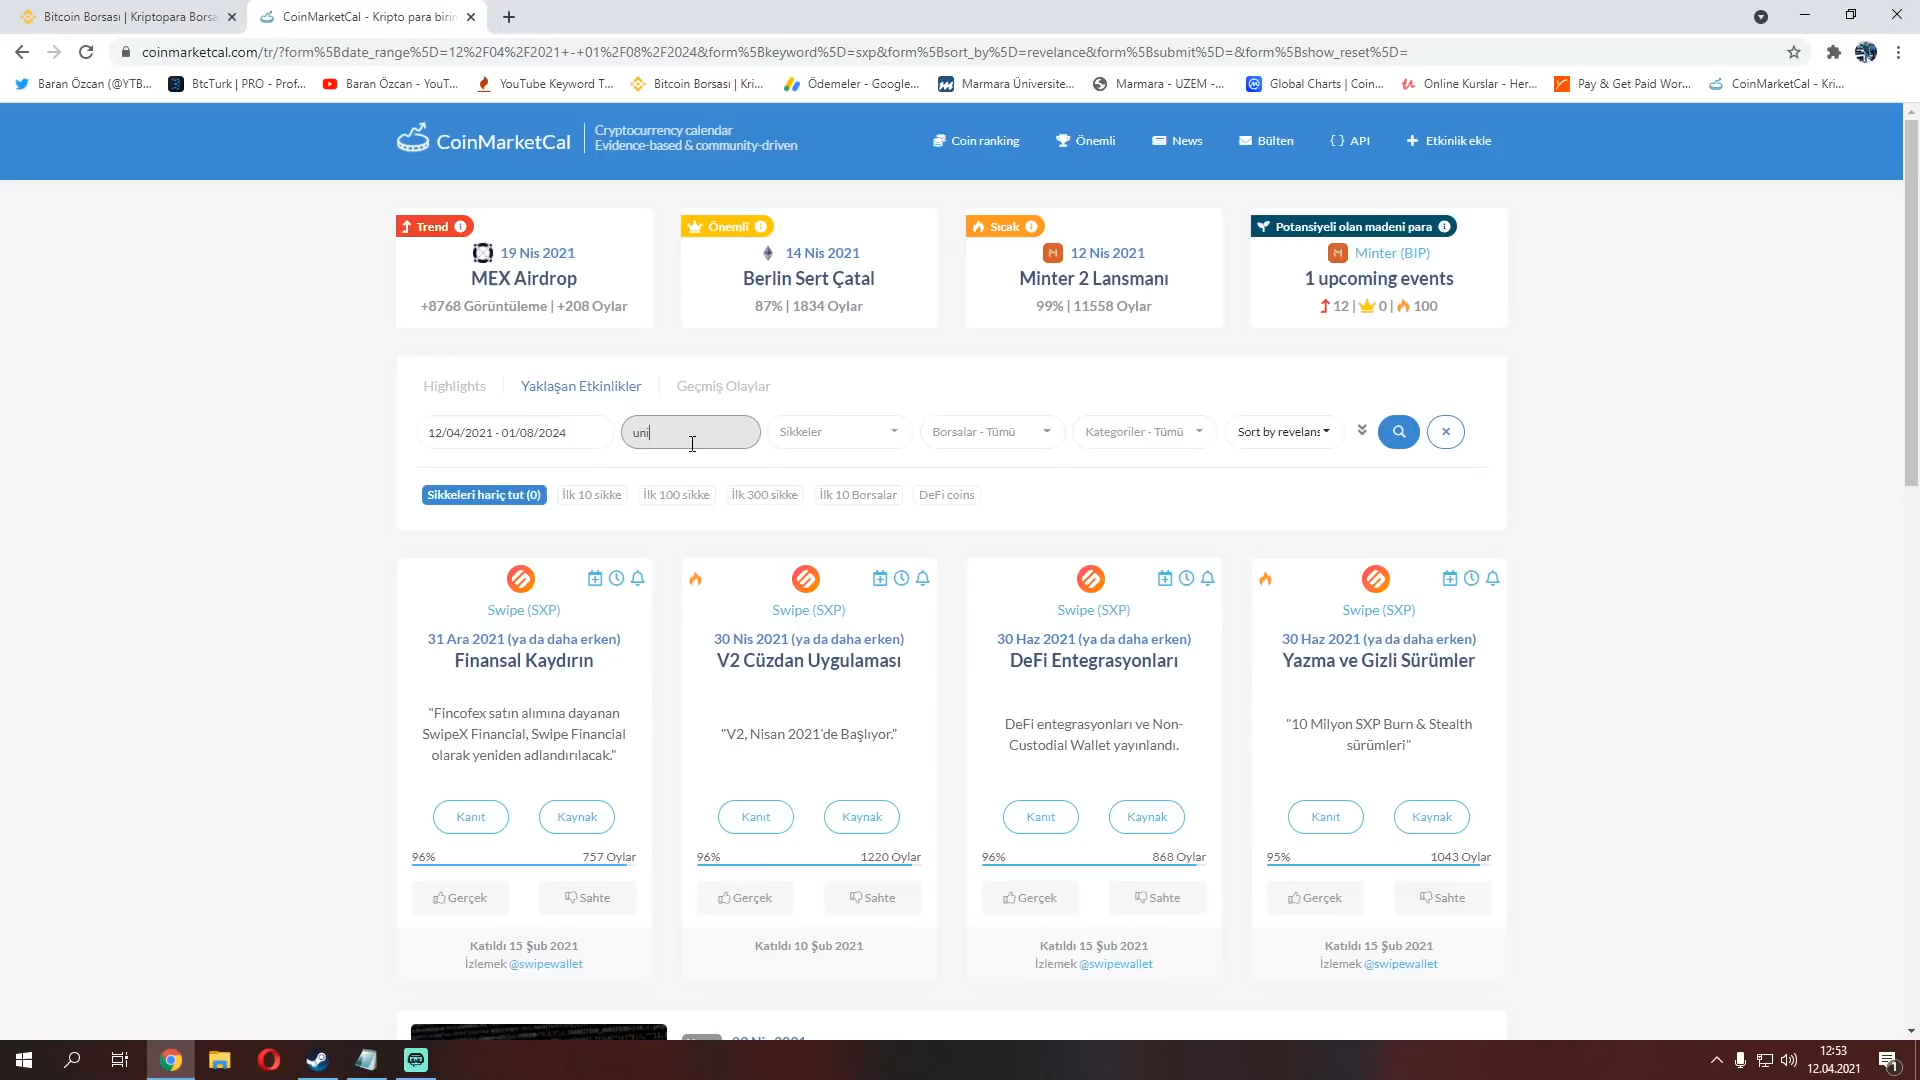 Bitcoin Borsası | Kriptopara Borsa
CoinMarketCal - Kripto para birin
coinmarketcal.com/tr/?form%5Bdate_range%5D=12%2F04%2F2021+-+01%2F08%2F2024&form%5Bkeyword%5D=sxp&form%5Bsort_by%5D=revelance&form%5Bsubmit%5D=&form%5Bshow_reset%5D=
Baran Özcan (@YTB...
BtcTurk | PRO - Prof...
Baran Özcan - YouT...
YouTube Keyword T...
Bitcoin Borsası | Kri...
Ödemeler - Google...
Marmara Üniversite...
Marmara - UZEM -...
Global Charts | Coin...
Online Kurslar - Her...
Pay & Get Paid Wor...
CoinMarketCal - Kri...
CoinMarketCal
Cryptocurrency calendar
Evidence-based & community-driven
Coin ranking
Önemli
News
Bülten
{ } API
+ Etkinlik ekle
Trend
19 Nis 2021
MEX Airdrop
+8768 Görüntüleme | +208 Oylar
Önemli
14 Nis 2021
Berlin Sert Çatal
87% | 1834 Oylar
Sıcak
12 Nis 2021
Minter 2 Lansmanı
99% | 11558 Oylar
Potansiyeli olan madeni para
Minter (BIP)
1 upcoming events
12 | 0 | 100
Highlights
Yaklaşan Etkinlikler
Geçmiş Olaylar
12/04/2021 - 01/08/2024
uni
Sikkeler
Borsalar - Tümü
Kategoriler - Tümü
Sort by revelans
Sikkeleri hariç tut (0)
İlk 10 sikke
İlk 100 sikke
İlk 300 sikke
İlk 10 Borsalar
DeFi coins
Swipe (SXP)
31 Ara 2021 (ya da daha erken)
Finansal Kaydırın
"Fincofex satın alımına dayanan
SwipeX Financial, Swipe Financial
olarak yeniden adlandırılacak."
Kanıt
Kaynak
96%
757 Oylar
Gerçek
Sahte
Katıldı 15 Şub 2021
İzlemek @swipewallet
Swipe (SXP)
30 Nis 2021 (ya da daha erken)
V2 Cüzdan Uygulaması
"V2, Nisan 2021'de Başlıyor."
Kanıt
Kaynak
96%
1220 Oylar
Gerçek
Sahte
Katıldı 10 Şub 2021
Swipe (SXP)
30 Haz 2021 (ya da daha erken)
DeFi Entegrasyonları
DeFi entegrasyonları ve Non-
Custodial Wallet yayınlandı.
Kanıt
Kaynak
96%
868 Oylar
Gerçek
Sahte
Katıldı 15 Şub 2021
İzlemek @swipewallet
Swipe (SXP)
30 Haz 2021 (ya da daha erken)
Yazma ve Gizli Sürümler
"10 Milyon SXP Burn & Stealth
sürümleri"
Kanıt
Kaynak
95%
1043 Oylar
Gerçek
Sahte
Katıldı 15 Şub 2021
İzlemek @swipewallet
12:53
12.04.2021
1